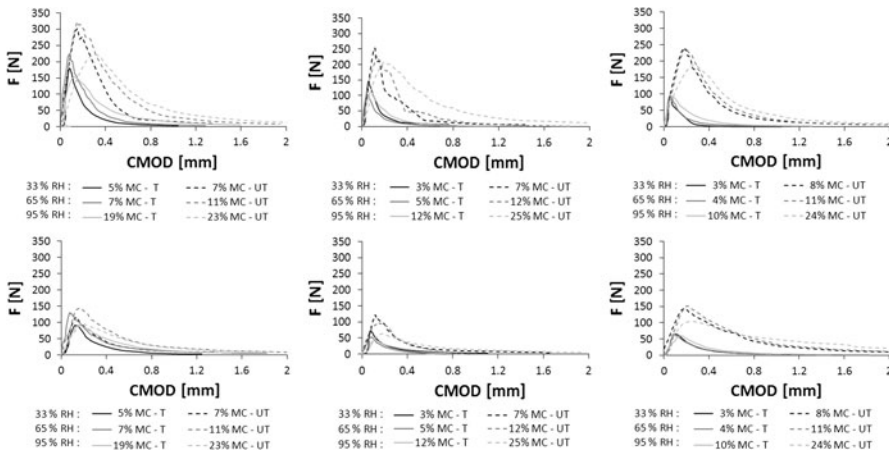 350 300 250 200 150 100 50 0
F [N]
0 0.4 0.8 1.2 1.6 2
CMOD [mm]
33 % RH : 5% MC - T 7% MC - UT
65 % RH : 7% MC - T 11% MC - UT
95 % RH : 19% MC - T 23% MC - UT
350 300 250 200 150 100 50 0
F [N]
0 0.4 0.8 1.2 1.6 2
CMOD [mm]
33 % RH : 3% MC - T 7% MC - UT
65 % RH : 5% MC - T 12% MC - UT
95 % RH : 12% MC - T 25% MC - UT
350 300 250 200 150 100 50 0
F [N]
0 0.4 0.8 1.2 1.6 2
CMOD [mm]
33 % RH : 3% MC - T 8% MC - UT
65 % RH : 4% MC - T 11% MC - UT
95 % RH : 10% MC - T 24% MC - UT
350 300 250 200 150 100 50 0
F [N]
0 0.4 0.8 1.2 1.6 2
CMOD [mm]
33 % RH : 5% MC - T 7% MC - UT
65 % RH : 7% MC - T 11% MC - UT
95 % RH : 19% MC - T 23% MC - UT
350 300 250 200 150 100 50 0
F [N]
0 0.4 0.8 1.2 1.6 2
CMOD [mm]
33 % RH : 3% MC - T 7% MC - UT
65 % RH : 5% MC - T 12% MC - UT
95 % RH : 12% MC - T 25% MC - UT
350 300 250 200 150 100 50 0
F [N]
0 0.4 0.8 1.2 1.6 2
CMOD [mm]
33 % RH : 3% MC - T 8% MC - UT
65 % RH : 4% MC - T 11% MC - UT
95 % RH : 10% MC - T 24% MC - UT